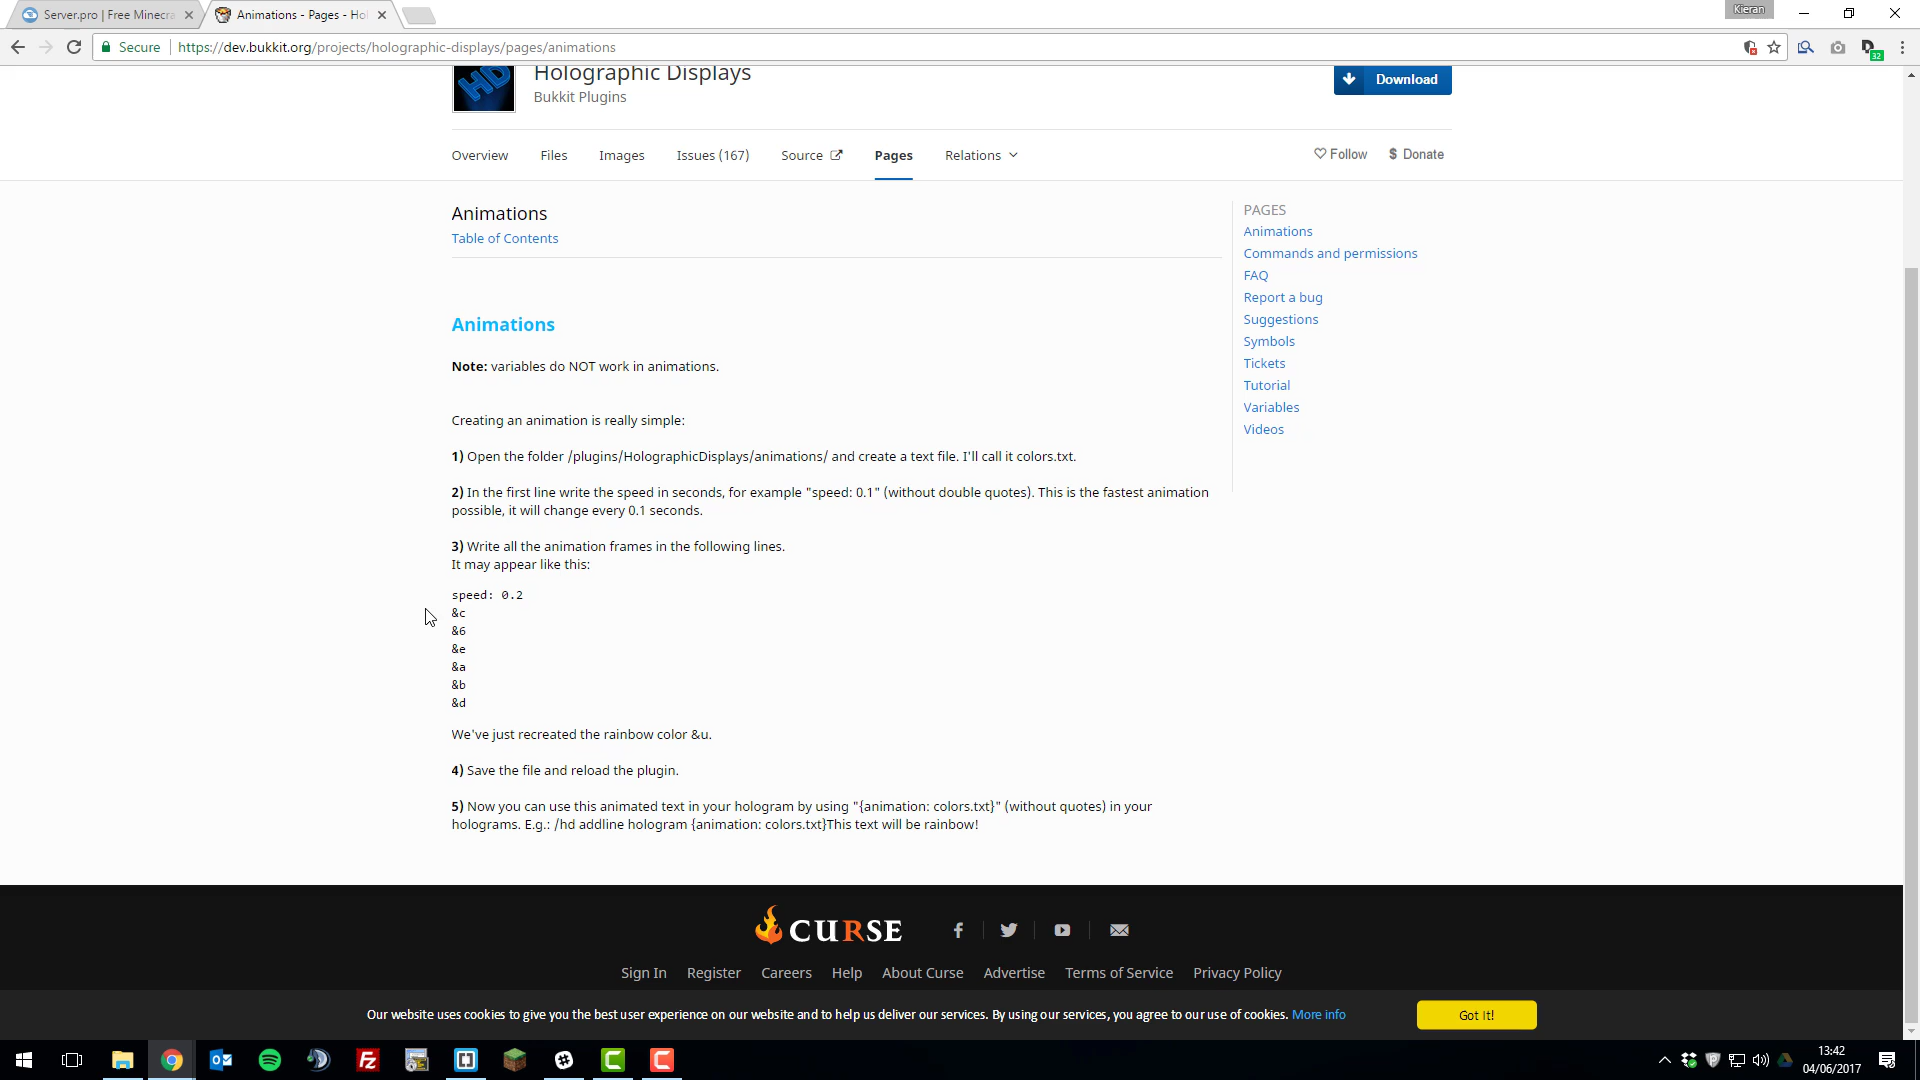 Server.pro | Free Minecra
Animations - Pages - Hol
Kieran
Secure
https://dev.bukkit.org/projects/holographic-displays/pages/animations
32
HD
Holographic Displays
Bukkit Plugins
Download
Overview
Files
Images
Issues (167)
Source
Pages
Relations
Follow
$ Donate
Animations
Table of Contents
Animations
Note: variables do NOT work in animations.
Creating an animation is really simple:
1) Open the folder /plugins/HolographicDisplays/animations/ and create a text file. I'll call it colors.txt.
2) In the first line write the speed in seconds, for example "speed: 0.1" (without double quotes). This is the fastest animation
possible, it will change every 0.1 seconds.
3) Write all the animation frames in the following lines.
It may appear like this:
speed: 0.2
&c
&6
&e
&a
&b
&d
We've just recreated the rainbow color &u.
4) Save the file and reload the plugin.
5) Now you can use this animated text in your hologram by using "{animation: colors.txt}" (without quotes) in your
holograms. E.g.: /hd addline hologram {animation: colors.txt}This text will be rainbow!
PAGES
Animations
Commands and permissions
FAQ
Report a bug
Suggestions
Symbols
Tickets
Tutorial
Variables
Videos
CURSE
Sign In
Register
Careers
Help
About Curse
Advertise
Terms of Service
Privacy Policy
Our website uses cookies to give you the best user experience on our website and to help us deliver our services. By using our services, you agree to our use of cookies. More info
Got it!
13:42
04/06/2017